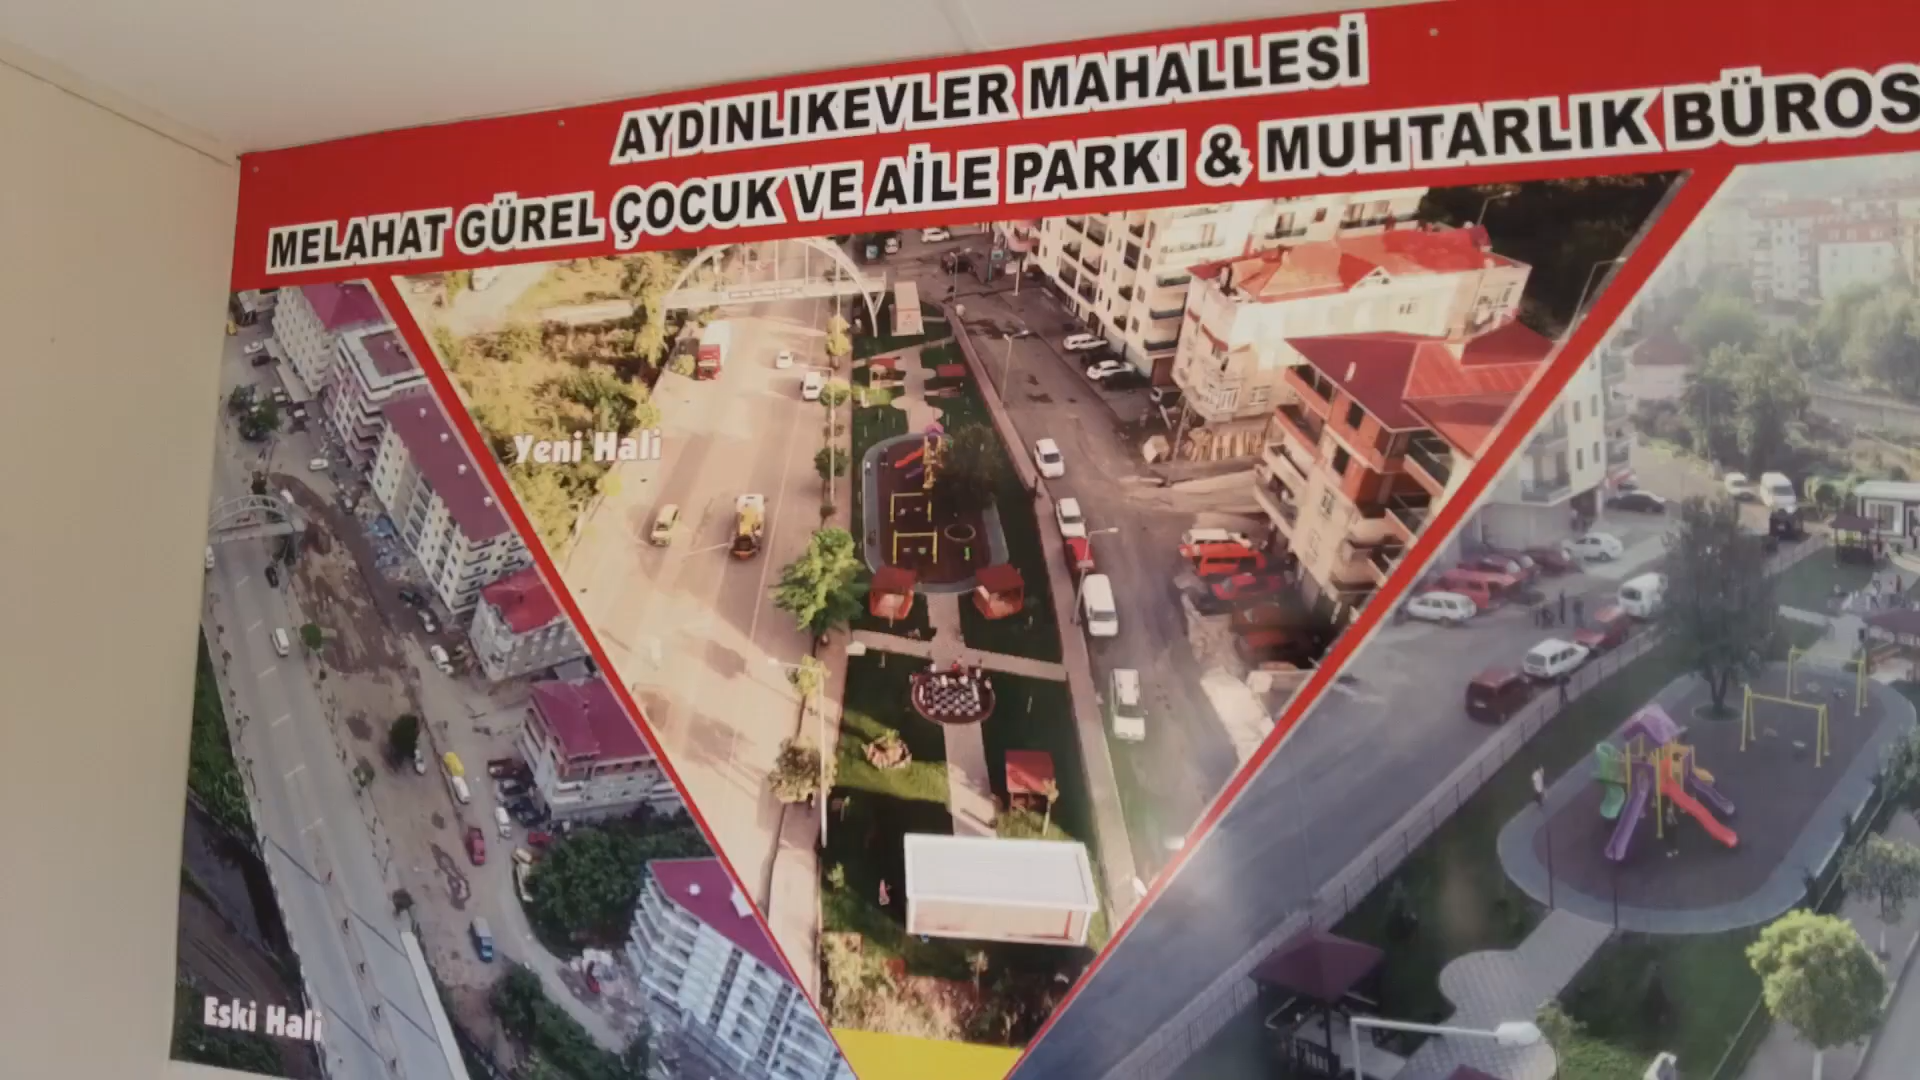 AYDINLIKEVLER MAHALLESİ
MELAHAT GÜREL ÇOCUK VE AİLE PARKI & MUHTARLIK BÜROS
Yeni Hali
Eski Hali